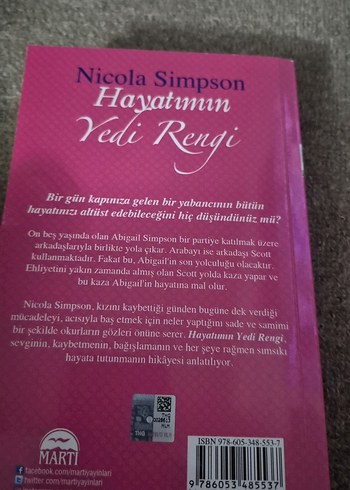 Nicola Simpson
Hayatımın
Yedi Rengi
Bir gün kapınıza gelen bir yabancının bütün
hayatınızı altüst edebileceğini hiç düşündünüz mü?
On beş yaşında olan Abigail Simpson bir partiye katılmak üzere
arkadaşlarıyla birlikte yola çıkar. Arabayı ise arkadaşı Scott
kullanmaktadır. Fakat bu, Abigail'in son yolculuğu olacaktır.
Ehliyetini yakın zamanda almış olan Scott yolda kaza yapar ve
bu kaza Abigail'in hayatına mal olur.
Nicola Simpson, kızını kaybettiği günden bugüne dek verdiği
mücadeleyi, acısıyla baş etmek için neler yaptığını sade ve samimi
bir şekilde okurların gözleri önüne serer. Hayatımın Yedi Rengi,
sevginin, kaybetmenin, bağışlamanın ve her şeye rağmen sımsıkı
hayata tutunmanın hikâyesi anlatılıyor.
MARTI
facebook.com/martiyayinlari
twitter.com/martiyayinlari
ISBN 978-605-348-553-7
9 786053 485537